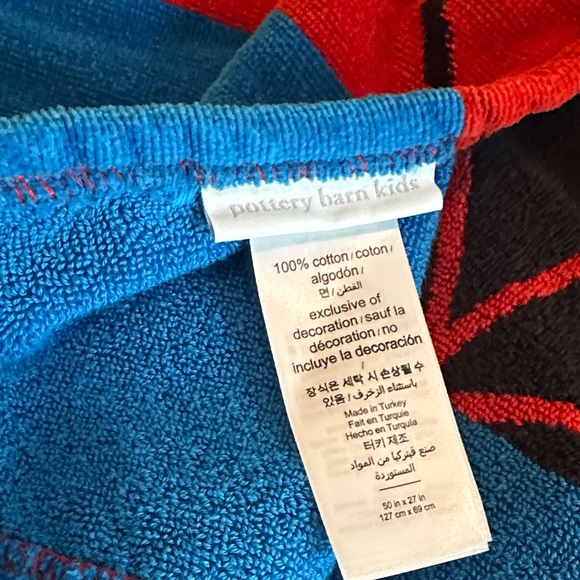 pottery barn kids
100% cotton / coton /
algodón /
면 / القطن /
exclusive of
decoration / sauf la
décoration / no
incluye la decoración
/
장식은 세탁 시 손상될 수
있음 / باستثناء الزخرف /
Made in Turkey
Fait en Turquie
Hecho en Turquía
터키 제조
صنع في تركيا من المواد
المستوردة
50 in x 27 in
127 cm x 69 cm